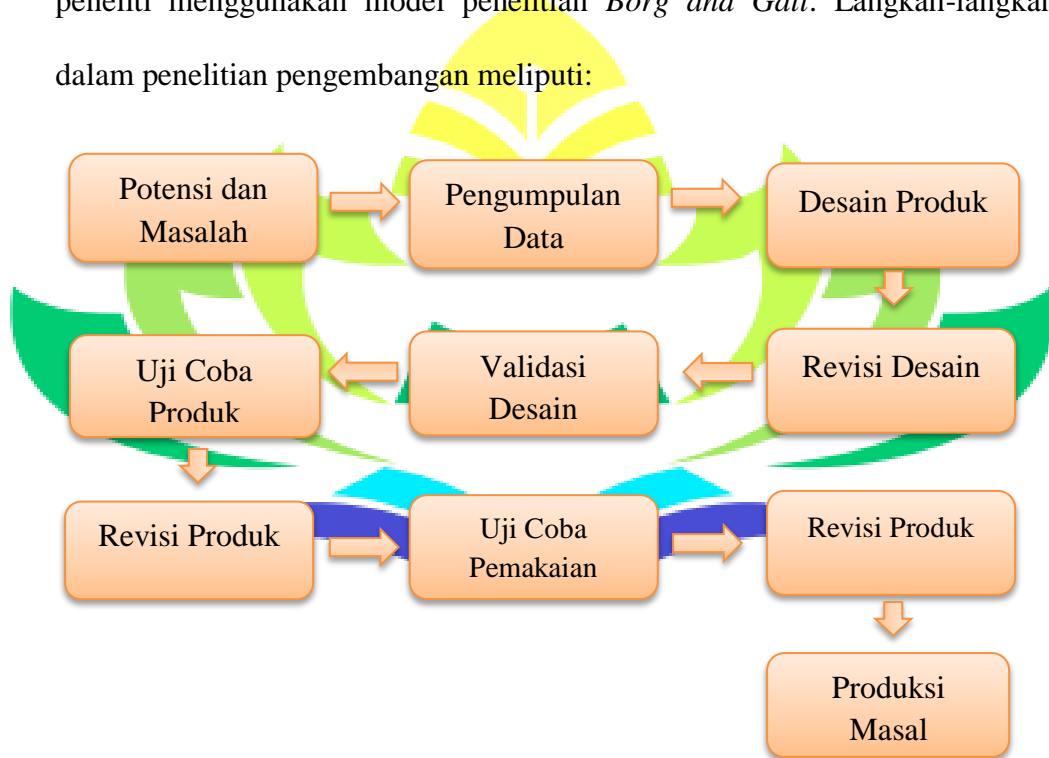 peneliti menggunakan model penelitian Borg and Gall. Langkah-langkah
dalam penelitian pengembangan meliputi:
Potensi dan
Masalah
Pengumpulan
Data
Desain Produk
Revisi Desain
Validasi
Desain
Uji Coba
Produk
Revisi Produk
Uji Coba
Pemakaian
Revisi Produk
Produksi
Masal